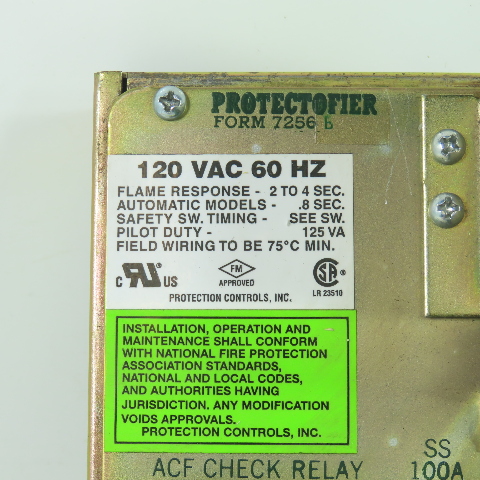 PROTECTOFIER
FORM 7256 B
120 VAC 60 HZ
FLAME RESPONSE - 2 TO 4 SEC.
AUTOMATIC MODELS - .8 SEC.
SAFETY SW. TIMING - SEE SW.
PILOT DUTY - 125 VA
FIELD WIRING TO BE 75°C MIN.
c RU US
FM
APPROVED
SA
LR 23510
PROTECTION CONTROLS, INC.
INSTALLATION, OPERATION AND
MAINTENANCE SHALL CONFORM
WITH NATIONAL FIRE PROTECTION
ASSOCIATION STANDARDS,
NATIONAL AND LOCAL CODES,
AND AUTHORITIES HAVING
JURISDICTION. ANY MODIFICATION
VOIDS APPROVALS.
PROTECTION CONTROLS, INC.
SS
ACF CHECK RELAY 100A